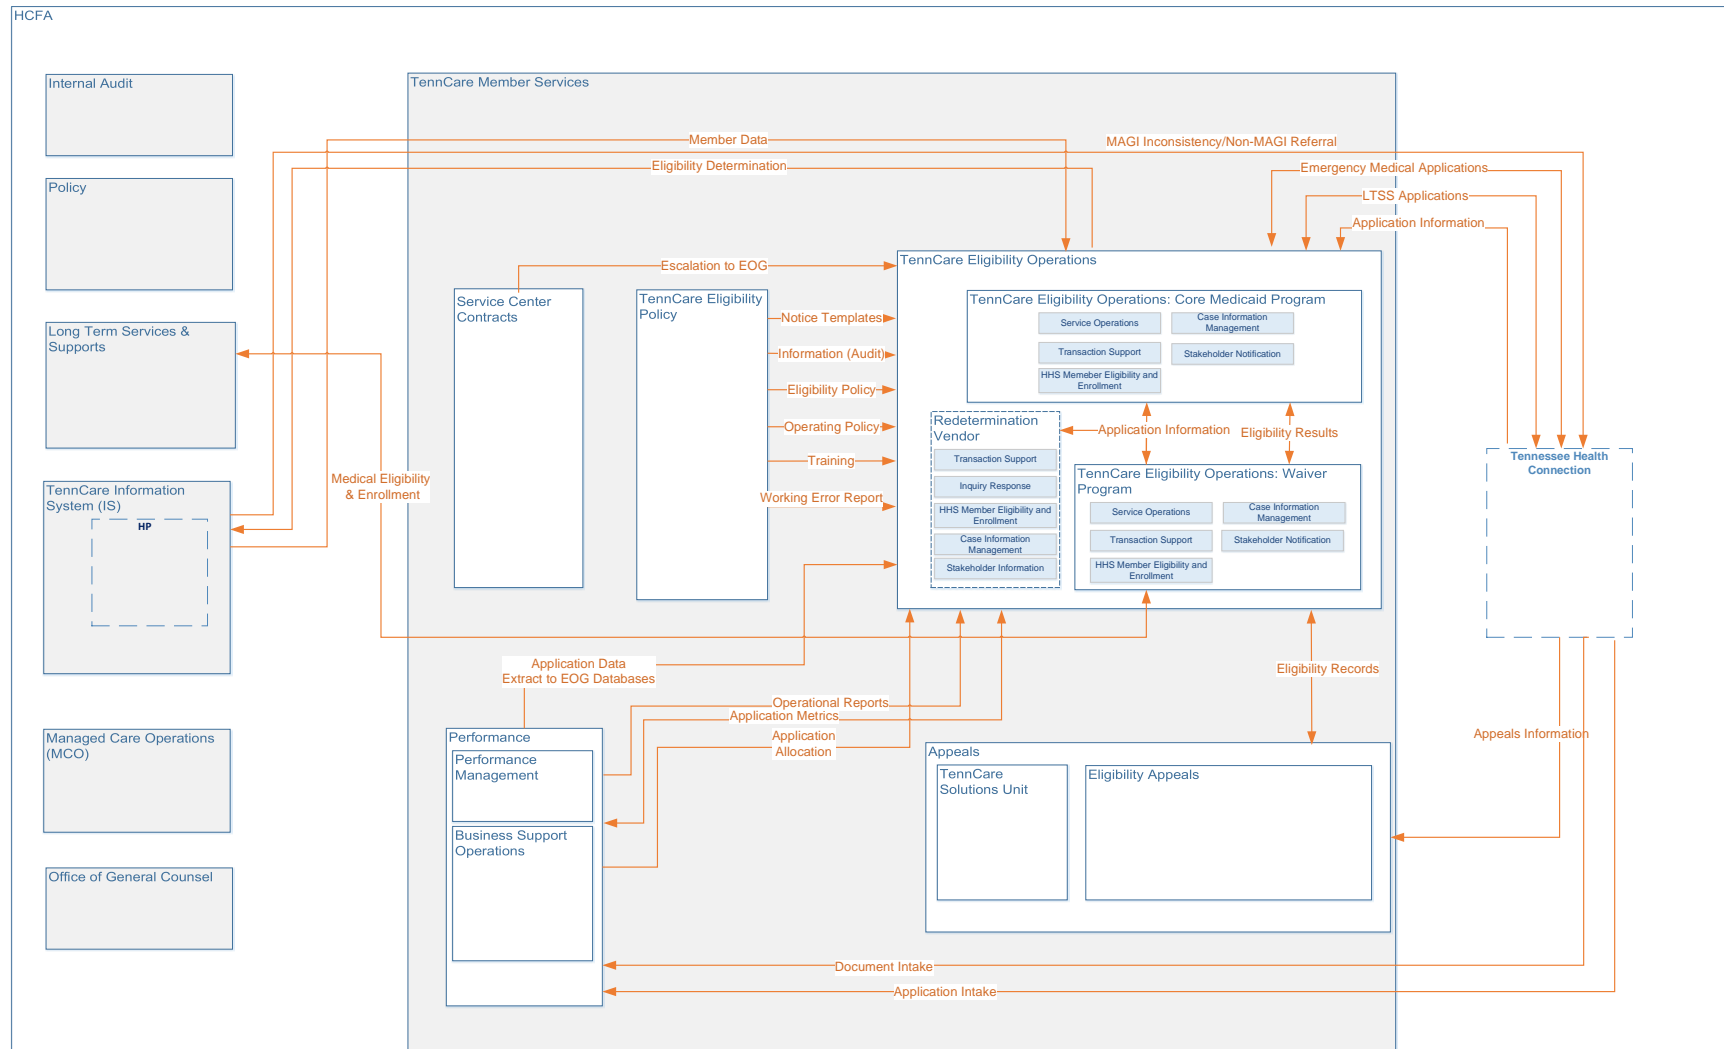 HCFA
Internal Audit
TennCare Member Services
Member Data
MAGI Inconsistency/Non-MAGI Referral
Eligibility Determination
Emergency Medical Applications
Policy
LTSS Applications
Application Information
Escalation to EOG
TennCare Eligibility Operations
Service Center
Contracts
TennCare Eligibility
Policy
TennCare Eligibility Operations: Core Medicaid Program
Service Operations
Case Information
Management
Transaction Support
Stakeholder Notification
HHS Memeber Eligibility and
Enrollment
Notice Templates
Information (Audit)
Eligibility Policy
Operating Policy
Training
Working Error Report
Long Term Services &
Supports
Redetermination
Vendor
Transaction Support
Inquiry Response
HHS Member Eligibility and
Enrollment
Case Information
Management
Stakeholder Information
Application Information
Eligibility Results
TennCare Eligibility Operations: Waiver
Program
Service Operations
Case Information
Management
Transaction Support
Stakeholder Notification
HHS Member Eligibility and
Enrollment
Tennessee Health
Connection
Medical Eligibility
& Enrollment
TennCare Information
System (IS)
HP
Application Data
Extract to EOG Databases
Eligibility Records
Operational Reports
Application Metrics
Application
Allocation
Appeals Information
Managed Care Operations
(MCO)
Performance
Performance
Management
Business Support
Operations
Appeals
TennCare
Solutions Unit
Eligibility Appeals
Office of General Counsel
Document Intake
Application Intake